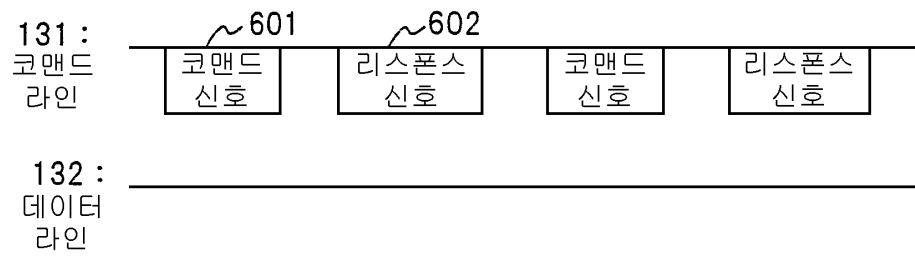 601
602
131 :
코맨드
라인
코맨드
신호
리스폰스
신호
코맨드
신호
리스폰스
신호
132 :
데이터
라인